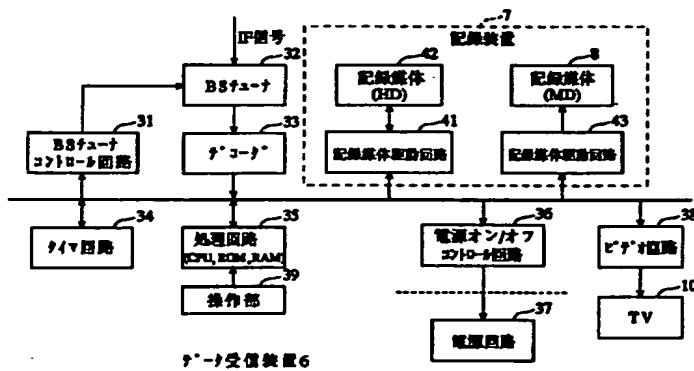 IF信号
32
BSチューナ
31
BSチューナ
コントロール回路
33
デコーダ
7
記録装置
42
記録媒体
(HD)
8
記録媒体
(MD)
41
記録媒体駆動回路
43
記録媒体駆動回路
34
タイマ回路
35
処理回路
(CPU, ROM, RAM)
39
操作部
36
電源オン/オフ
コントロール回路
37
電源回路
38
ビデオ回路
10
TV
データ受信装置6